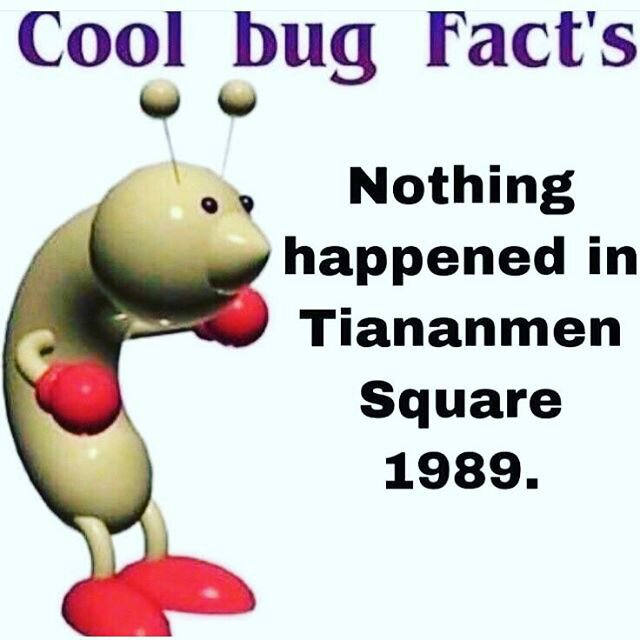 Cool bug Fact's
Nothing
happened in
Tiananmen
Square
1989.